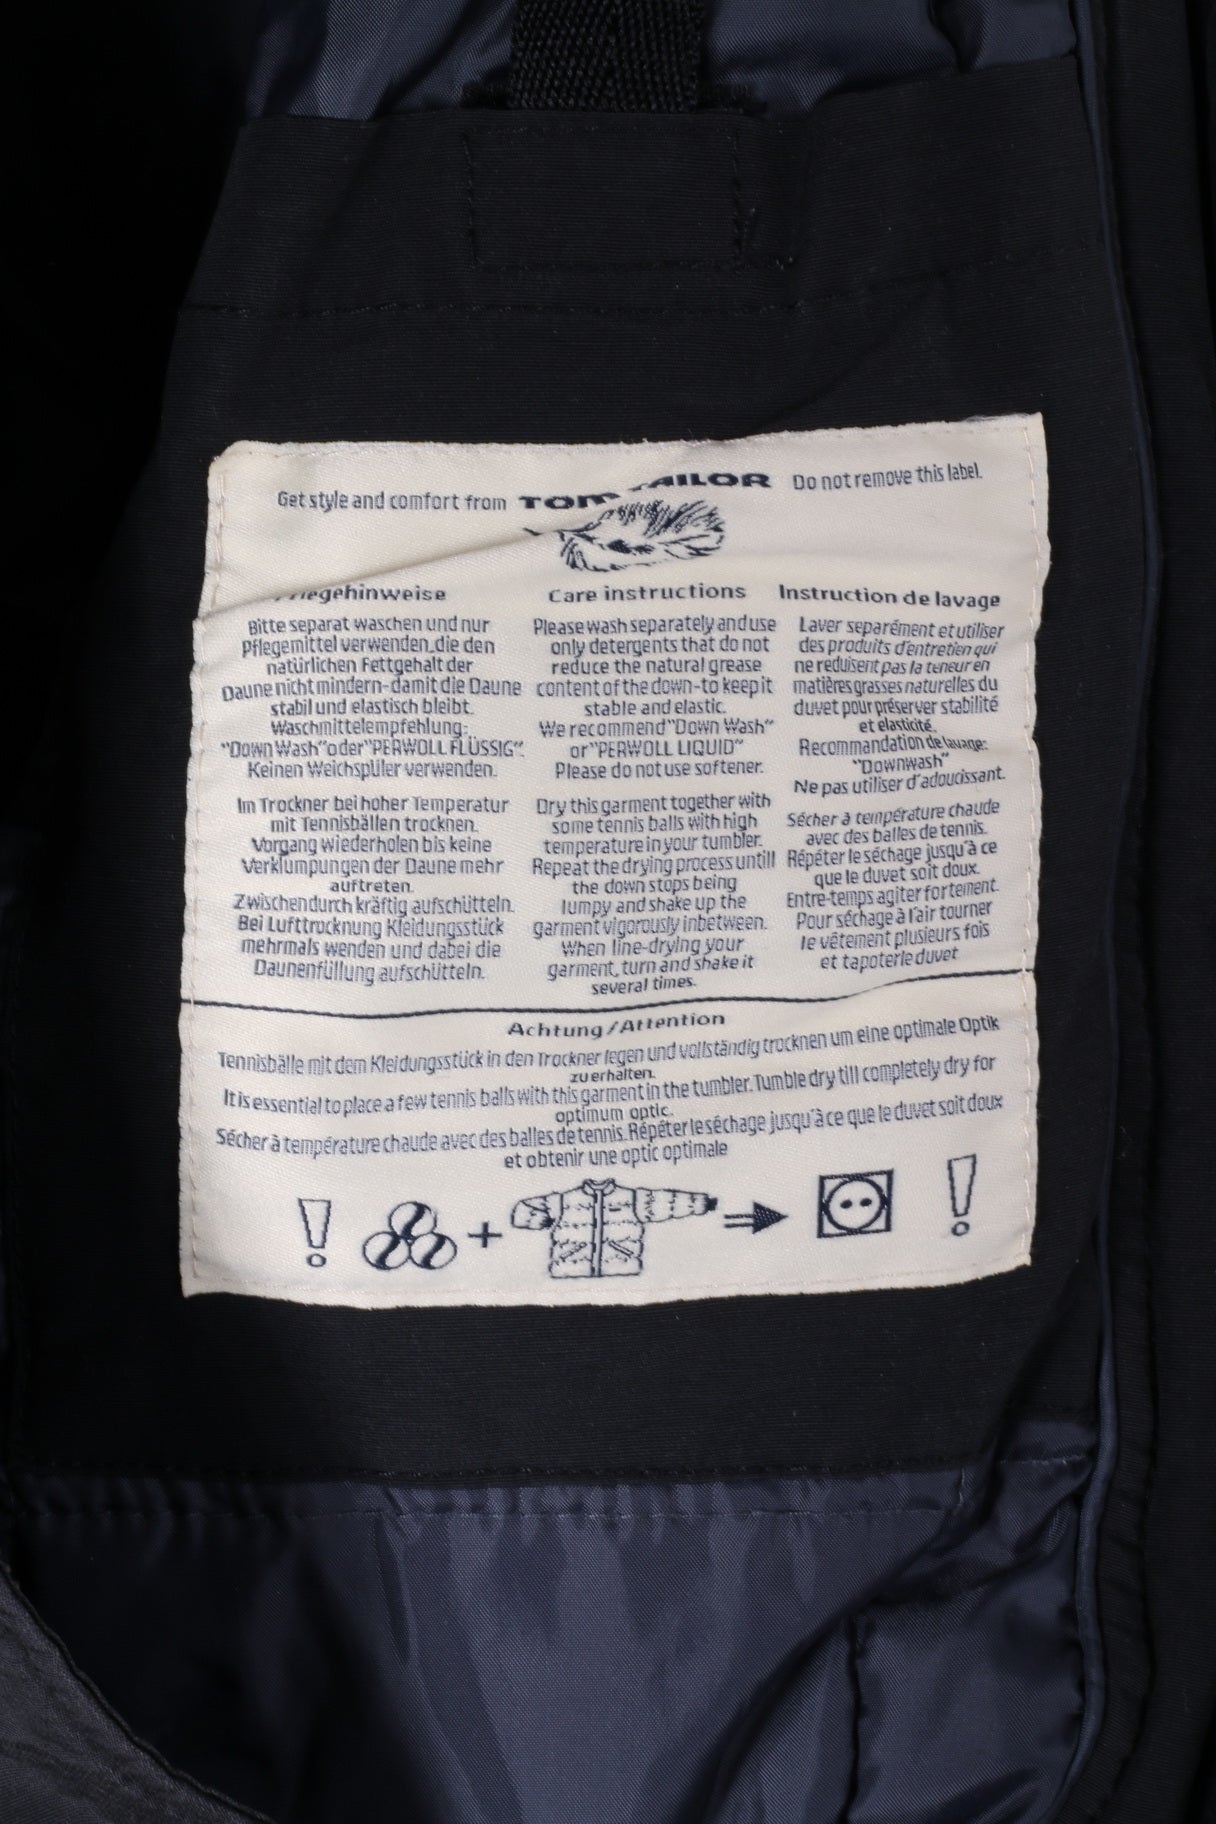 Get style and comfort from TOM TAILOR Do not remove this label.
Pflegehinweise
Bitte separat waschen und nur
Pflegemittel verwenden,die den
natürlichen Fettgehalt der
Daune nicht mindern-damit die Daune
stabil und elastisch bleibt.
Waschmittelempfehlung:
"Down Wash"oder"PERWOLL FLÜSSIG".
Keinen Weichspüler verwenden.
Im Trockner bei hoher Temperatur
mit Tennisbällen trocknen.
Vorgang wiederholen bis keine
Verklumpungen der Daune mehr
auftreten.
Zwischendurch kräftig aufschütteln.
Bei Lufttrocknung Kleidungsstück
mehrmals wenden und dabei die
Daunenfüllung aufschütteln.
Care instructions
Please wash separately and use
only detergents that do not
reduce the natural grease
content of the down-to keep it
stable and elastic.
We recommend"Down Wash"
or"PERWOLL LIQUID"
Please do not use softener.
Dry this garment together with
some tennis balls with high
temperature in your tumbler.
Repeat the drying process untill
the down stops being
lumpy and shake up the
garment vigorously inbetween.
When line-drying your
garment, turn and shake it
several times.
Instruction de lavage
Laver separément et utiliser
des produits d'entretien qui
ne reduisent pas la teneur en
matières grasses naturelles du
duvet pour préserver stabilité
et elasticité.
Recommandation de lavage:
"Downwash"
Ne pas utiliser d'adoucissant.
Sécher à température chaude
avec des balles de tennis.
Répéter le séchage jusqu'à ce
que le duvet soit doux.
Entre-temps agiter fortement.
Pour séchage à l'air tourner
le vêtement plusieurs fois
et tapoter le duvet
Achtung/Attention
Tennisbälle mit dem Kleidungsstück in den Trockner legen und vollständig trocknen um eine optimale Optik
zu erhalten.
It is essential to place a few tennis balls with this garment in the tumbler. Tumble dry till completely dry for
optimum optic.
Sécher à température chaude avec des balles de tennis. Répéter le séchage jusqu'à ce que le duvet soit doux
et obtenir une optic optimale
! + !